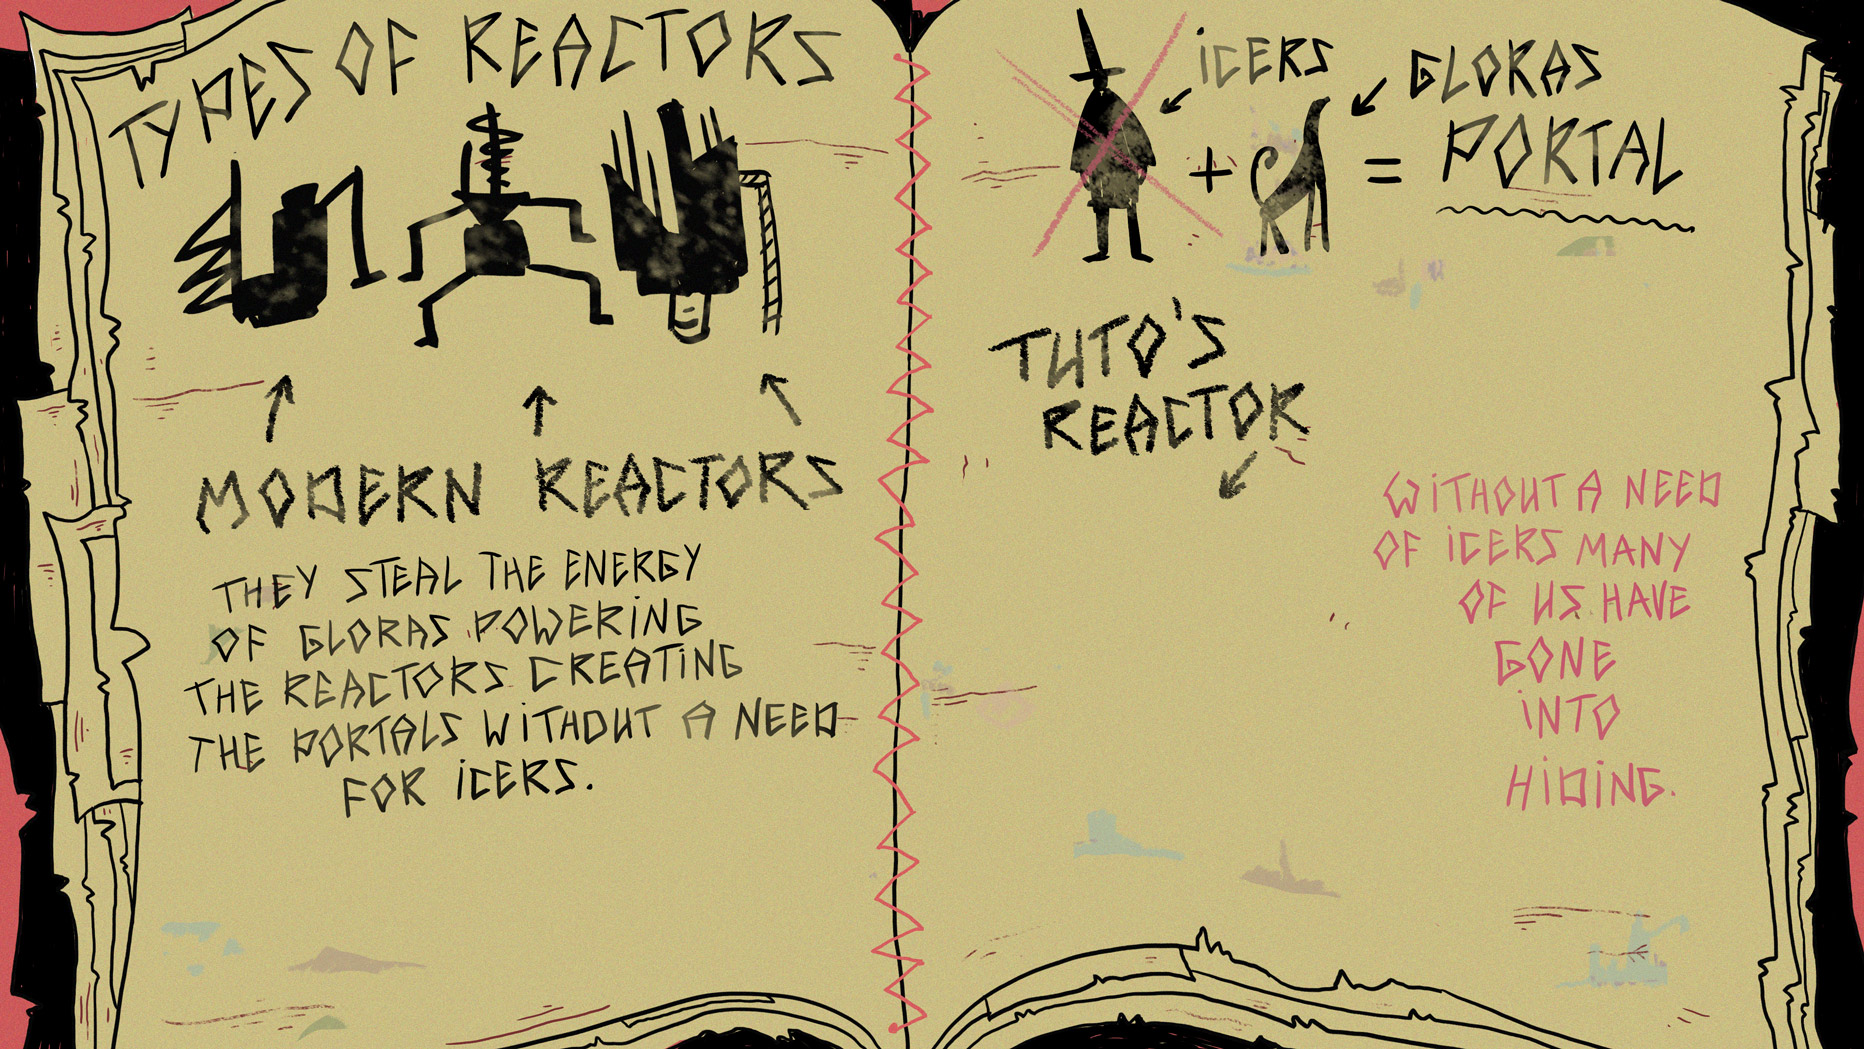 TYPES OF REACTORS
MODERN REACTORS
THEY STEAL THE ENERGY
OF GLORAS POWERING
THE REACTORS CREATING
THE PORTALS WITHOUT A NEED
FOR iCERS.
iCERS
GLORAS
+ = PORTAL
TUTO'S
REACTOR
WITHOUT A NEED
OF iCERS MANY
OF US HAVE
GONE
iNTO
HiDiNG.